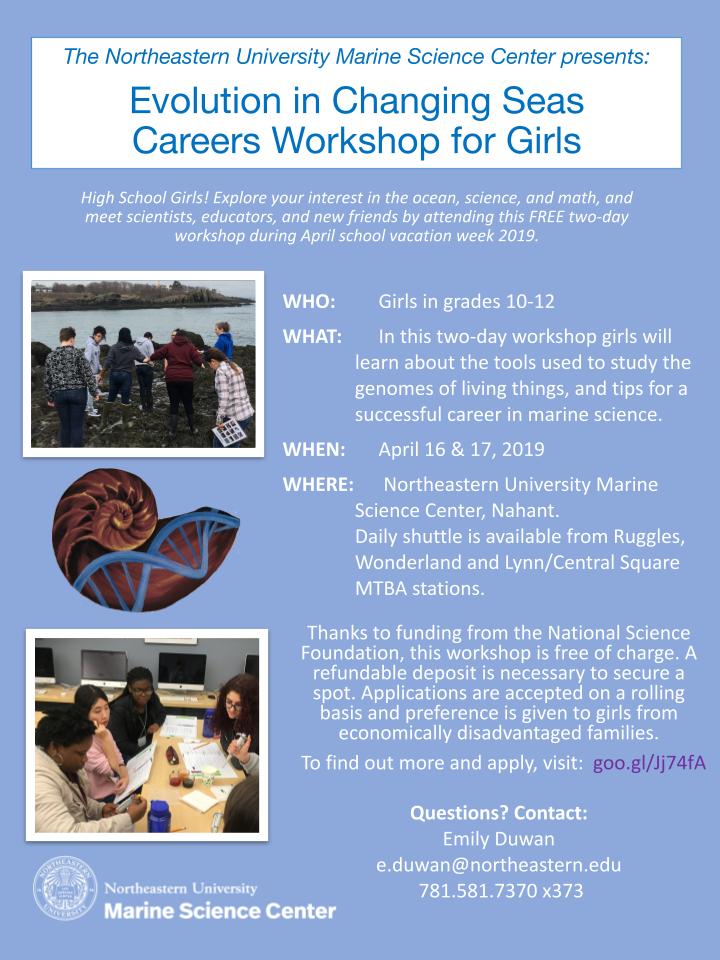 The Northeastern University Marine Science Center presents:
Evolution in Changing Seas
Careers Workshop for Girls
High School Girls! Explore your interest in the ocean, science, and math, and
meet scientists, educators, and new friends by attending this FREE two-day
workshop during April school vacation week 2019.
WHO: Girls in grades 10-12
WHAT: In this two-day workshop girls will
learn about the tools used to study the
genomes of living things, and tips for a
successful career in marine science.
WHEN: April 16 & 17, 2019
WHERE: Northeastern University Marine
Science Center, Nahant.
Daily shuttle is available from Ruggles,
Wonderland and Lynn/Central Square
MTBA stations.
Thanks to funding from the National Science
Foundation, this workshop is free of charge. A
refundable deposit is necessary to secure a
spot. Applications are accepted on a rolling
basis and preference is given to girls from
economically disadvantaged families.
To find out more and apply, visit: goo.gl/Jj74fA
Questions? Contact:
Emily Duwan
e.duwan@northeastern.edu
781.581.7370 x373
NORTHEASTERN
UNIVERSITY
Northeastern University
Marine Science Center